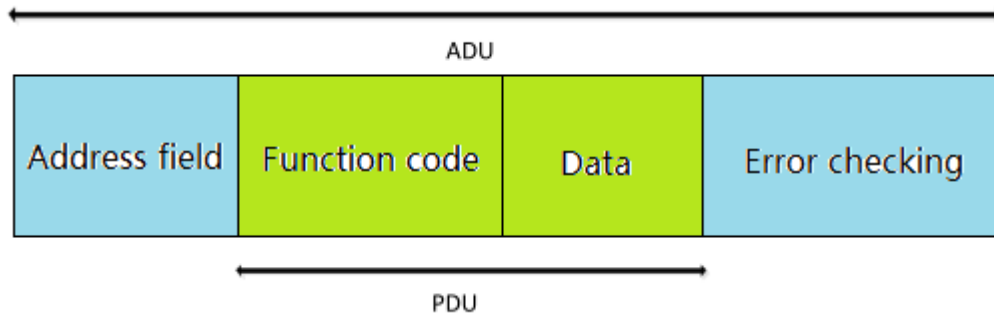 ADU
Address field Function code Data Error checking
PDU